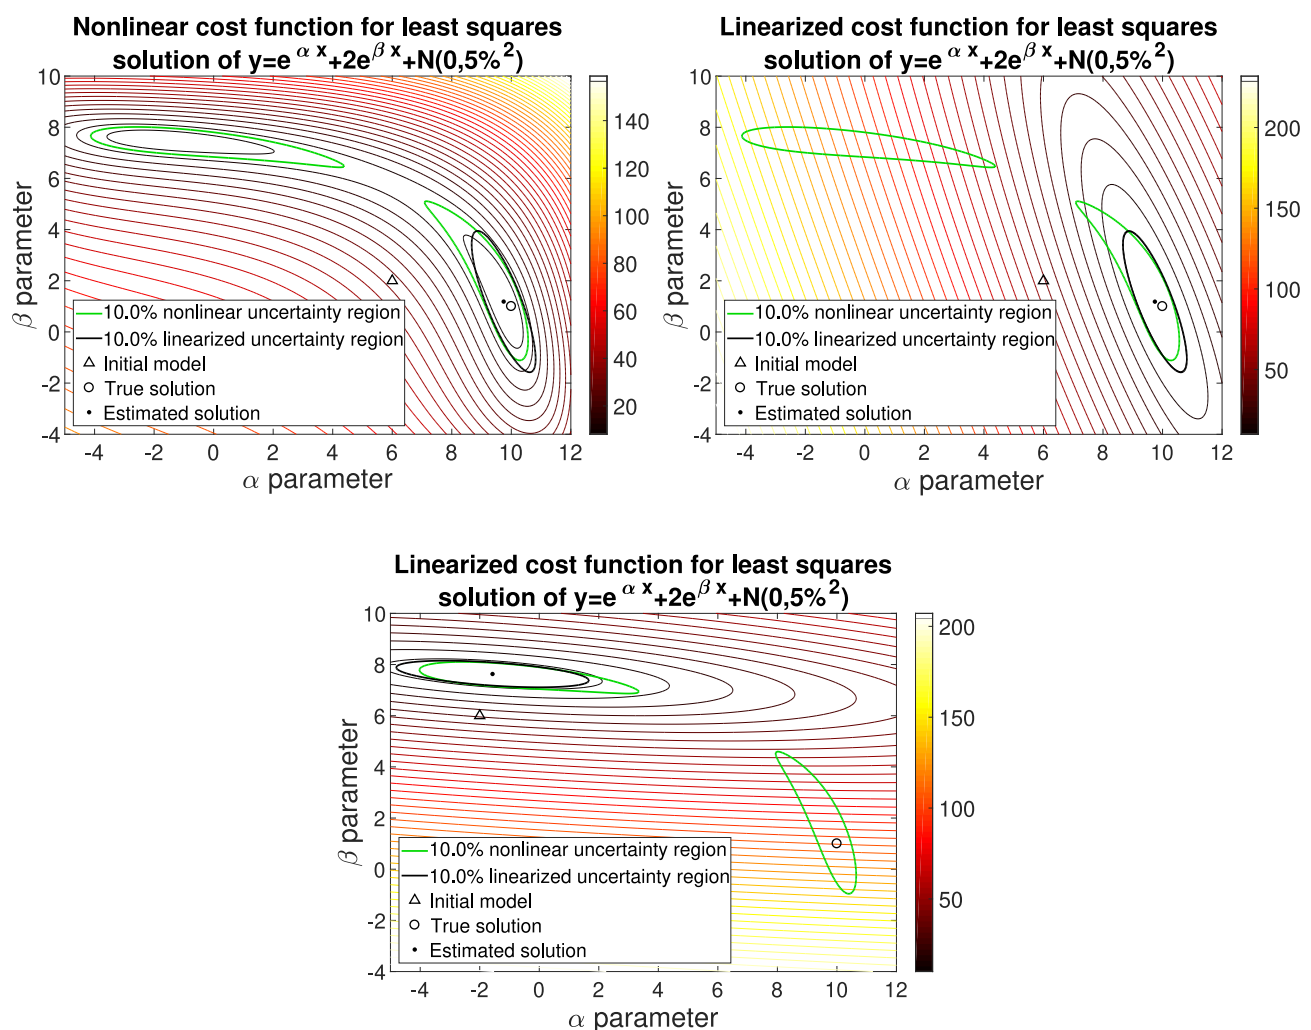 Nonlinear cost function for least squares
solution of y=e^{α x}+2e^{β x}+N(0,5%^2)
10
8
6
4
2
0
-2
-4
β parameter
-4 -2 0 2 4 6 8 10 12
α parameter
10.0% nonlinear uncertainty region
10.0% linearized uncertainty region
Initial model
True solution
Estimated solution
140
120
100
80
60
40
20
Linearized cost function for least squares
solution of y=e^{α x}+2e^{β x}+N(0,5%^2)
10
8
6
4
2
0
-2
-4
β parameter
-4 -2 0 2 4 6 8 10 12
α parameter
10.0% nonlinear uncertainty region
10.0% linearized uncertainty region
Initial model
True solution
Estimated solution
200
150
100
50
Linearized cost function for least squares
solution of y=e^{α x}+2e^{β x}+N(0,5%^2)
10
8
6
4
2
0
-2
-4
β parameter
-4 -2 0 2 4 6 8 10 12
α parameter
10.0% nonlinear uncertainty region
10.0% linearized uncertainty region
Initial model
True solution
Estimated solution
200
150
100
50